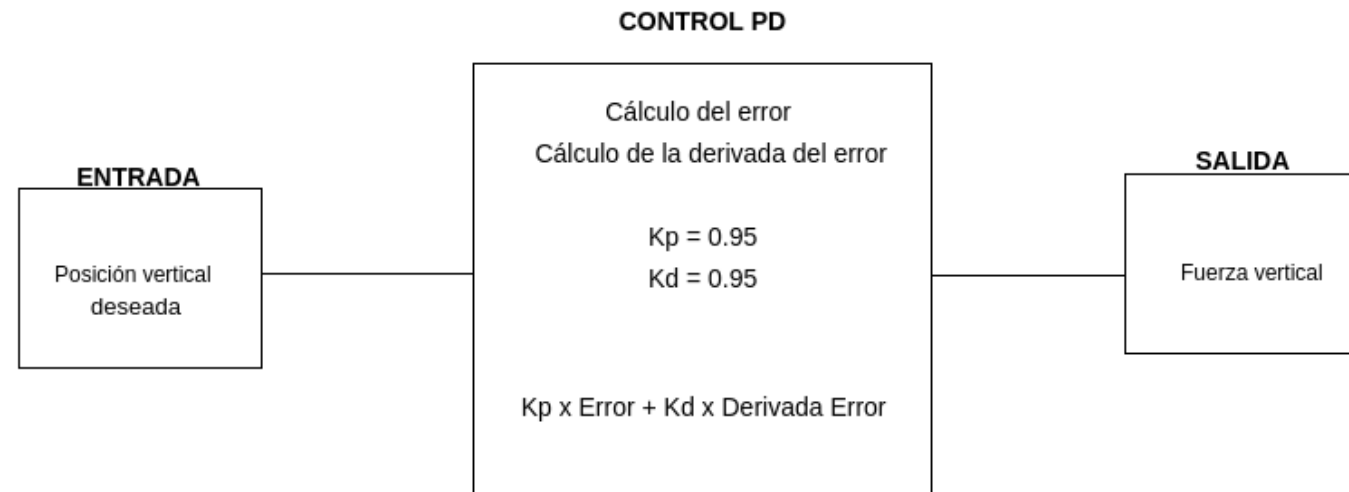 CONTROL PD
Cálculo del error
Cálculo de la derivada del error
Kp = 0.95
Kd = 0.95
Kp x Error + Kd x Derivada Error
ENTRADA
Posición vertical
deseada
SALIDA
Fuerza vertical